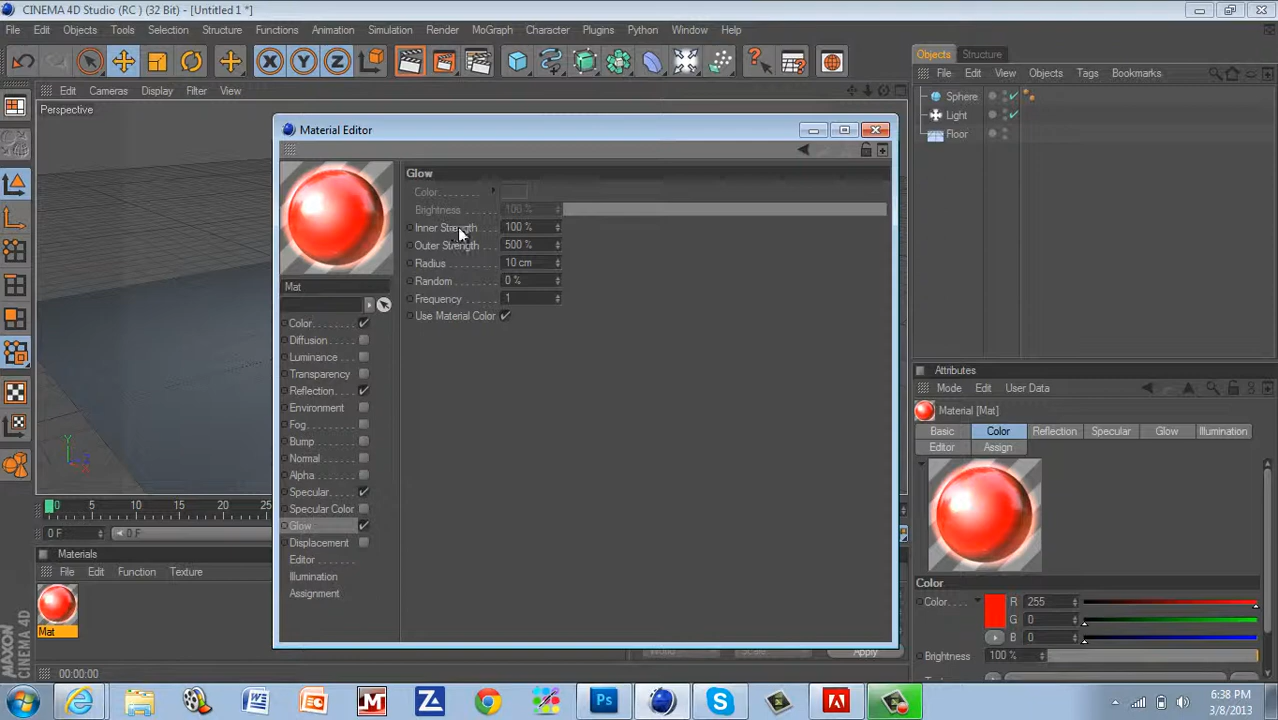 CINEMA 4D Studio (RC ) (32 Bit) - [Untitled 1 *]
File Edit Objects Tools Selection Structure Functions Animation Render MoGraph Character Plugins Python Window Help
X Y Z
Objects Structure
File Edit View Objects Tags Bookmarks
Sphere
Light
Floor
Edit Cameras Display Filter View
Perspective
Material Editor
Glow
Color
Brightness 100 %
Inner Strength 100 %
Outer Strength 500 %
Radius 10 cm
Random 0 %
Frequency 1
Use Material Color
Mat
Color
Diffusion
Luminance
Transparency
Reflection
Environment
Fog
Bump
Normal
Alpha
Specular
Specular Color
Glow
Displacement
Editor
Illumination
Assignment
Y
X
0 5 10 15 20
0 F 0 F
Materials
File Edit Function Texture
Mat
MAXON
CINEMA 4D
00:00:00
World Scale Apply
Attributes
Mode Edit User Data
Material [Mat]
Basic Color Reflection Specular Glow Illumination
Editor Assign
Color
Color R 255
G 0
B 0
Brightness 100 %
M Z W P Ps S
6:38 PM
3/8/2013